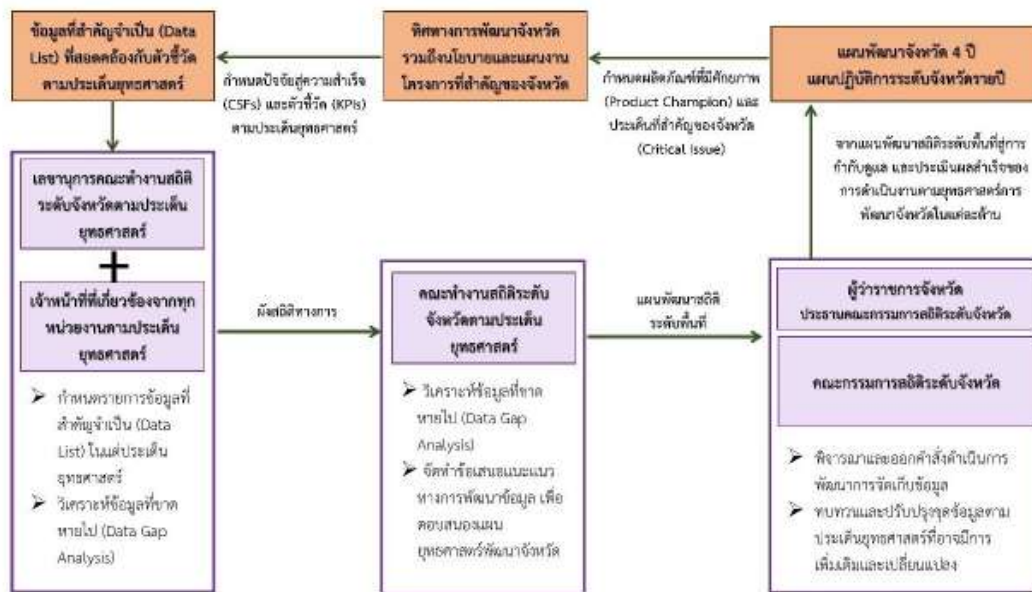 ข้อมูลที่สำคัญจำเป็น (Data
List) ที่สอดคล้องกับตัวชี้วัด
ตามประเด็นยุทธศาสตร์
กำหนดปัจจัยสู่ความสำเร็จ
(CSFs) และตัวชี้วัด (KPIs)
ตามประเด็นยุทธศาสตร์
ทิศทางการพัฒนาจังหวัด
รวมถึงนโยบายและแผนงาน
โครงการที่สำคัญของจังหวัด
กำหนดผลิตภัณฑ์ที่มีศักยภาพ
(Product Champion) และ
ประเด็นที่สำคัญของจังหวัด
(Critical Issue)
แผนพัฒนาจังหวัด 4 ปี
แผนปฏิบัติการระดับจังหวัดรายปี
จากแผนพัฒนาสถิติระดับพื้นที่สู่การ
กำกับดูแล และประเมินผลสำเร็จของ
การดำเนินงานตามยุทธศาสตร์การ
พัฒนาจังหวัดในแต่ละด้าน
เลขานุการคณะทำงานสถิติ
ระดับจังหวัดตามประเด็น
ยุทธศาสตร์
+
เจ้าหน้าที่ที่เกี่ยวข้องจากทุก
หน่วยงานตามประเด็น
ยุทธศาสตร์
➢ กำหนดรายการข้อมูลที่
สำคัญจำเป็น (Data
List) ในแต่ประเด็น
ยุทธศาสตร์
➢ วิเคราะห์ข้อมูลที่ขาด
หายไป (Data Gap
Analysis)
ผังสถิติทางการ
คณะทำงานสถิติระดับ
จังหวัดตามประเด็น
ยุทธศาสตร์
➢ วิเคราะห์ข้อมูลที่ขาด
หายไป (Data Gap
Analysis)
➢ จัดทำข้อเสนอแนะแนว
ทางการพัฒนาข้อมูล เพื่อ
ตอบสนองแผน
ยุทธศาสตร์พัฒนาจังหวัด
แผนพัฒนาสถิติ
ระดับพื้นที่
ผู้ว่าราชการจังหวัด
ประธานคณะกรรมการสถิติระดับจังหวัด
คณะกรรมการสถิติระดับจังหวัด
➢ พิจารณาและออกคำสั่งดำเนินการ
พัฒนาการจัดเก็บข้อมูล
➢ ทบทวนและปรับปรุงชุดข้อมูลตาม
ประเด็นยุทธศาสตร์ที่อาจมีการ
เพิ่มเติมและเปลี่ยนแปลง